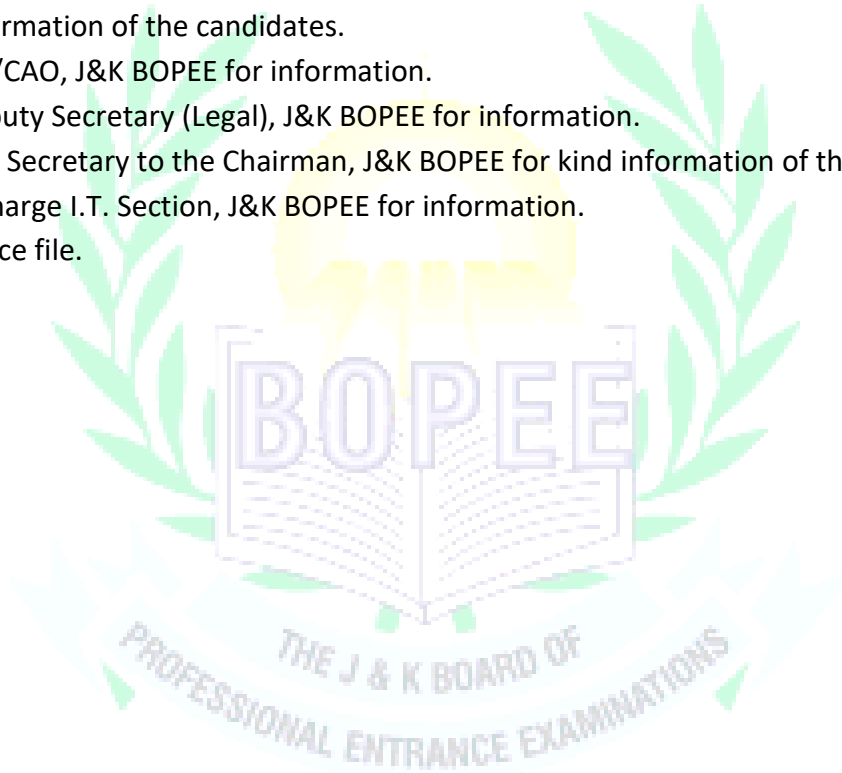 rmation of the candidates.
/CAO, J&K BOPEE for information.
outy Secretary (Legal), J&K BOPEE for information.
Secretary to the Chairman, J&K BOPEE for kind information of th
harge I.T. Section, J&K BOPEE for information.
ce file.
BOPEE
THE J & K BOARD OF
PROFESSIONAL ENTRANCE EXAMINATIONS